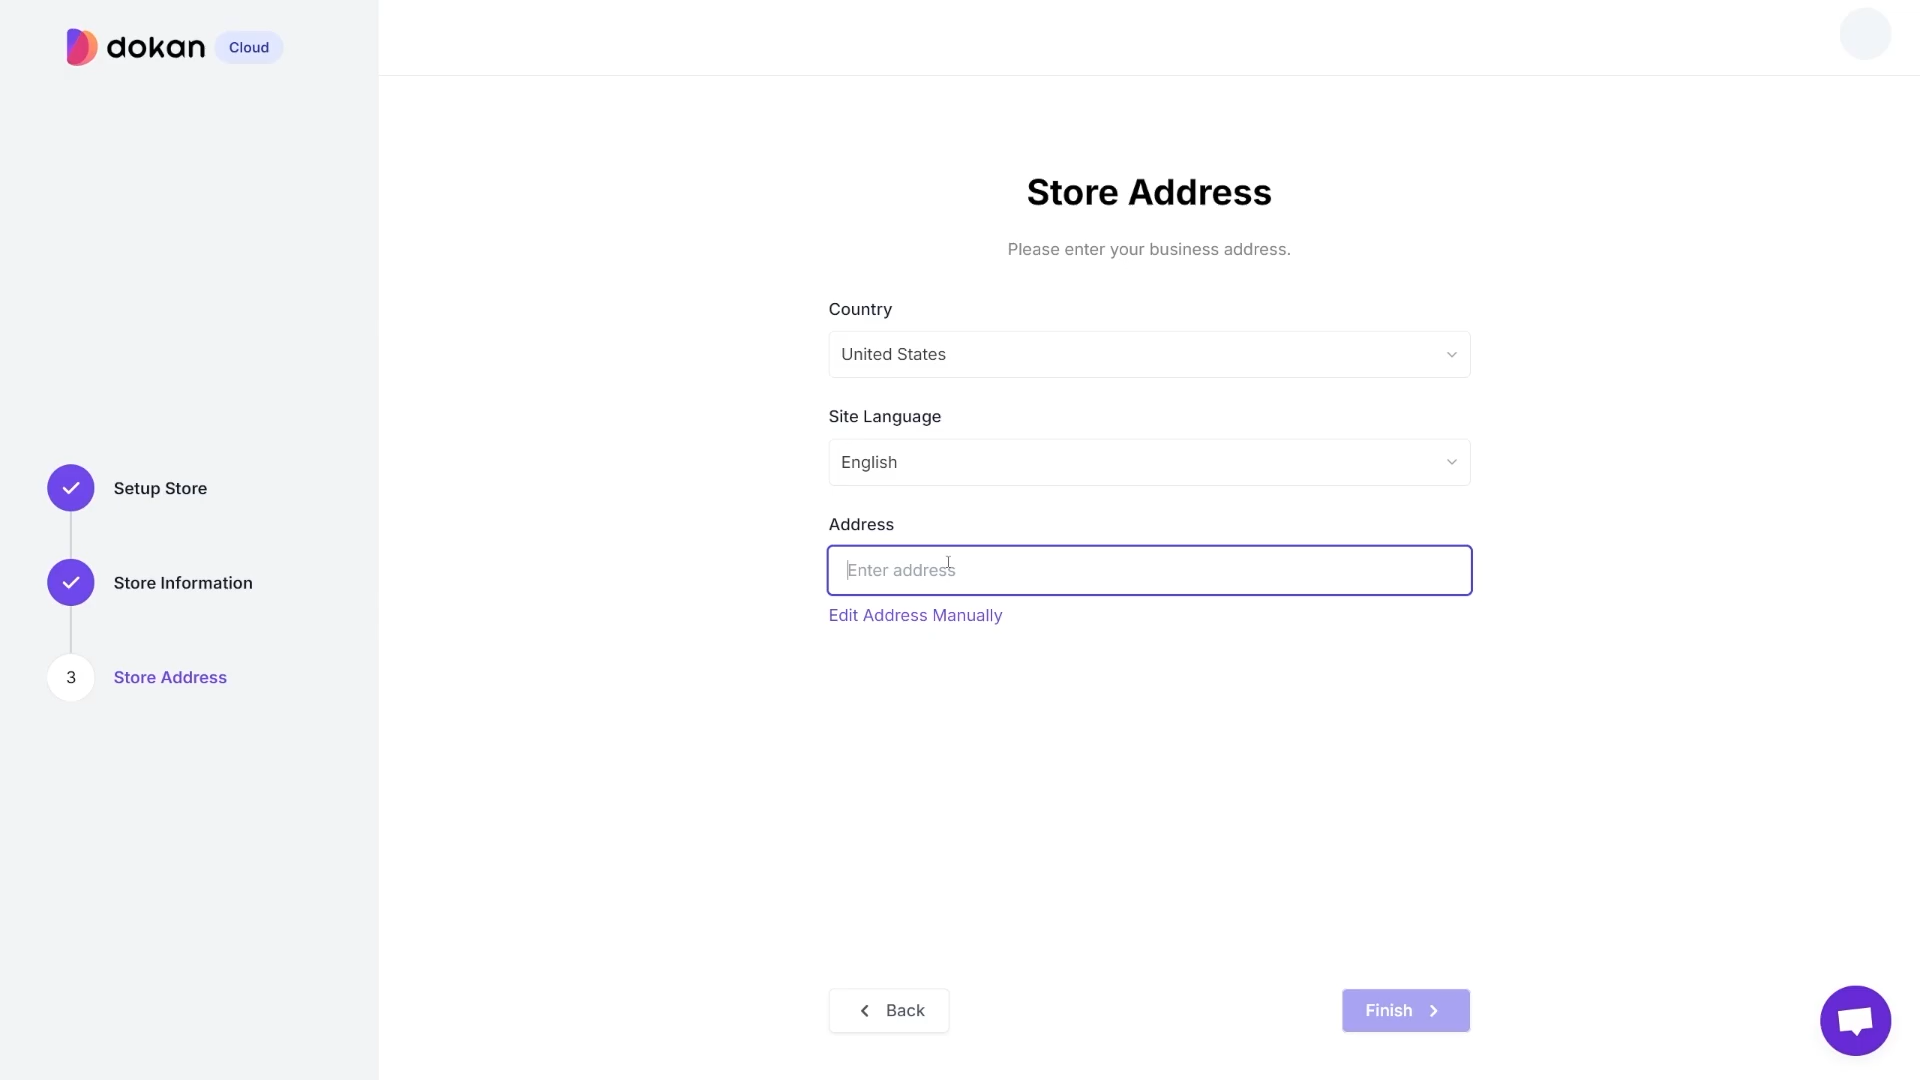 dokan Cloud
Store Address
Please enter your business address.
Country
United States
Site Language
English
Address
Enter address
Edit Address Manually
Setup Store
Store Information
3 Store Address
Back
Finish